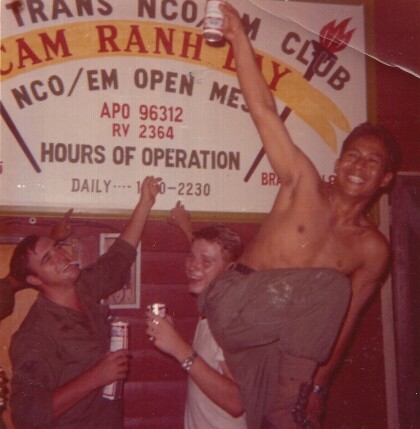 TRANS NCO/EM CLUB
CAM RANH BAY
NCO/EM OPEN MESS
APO 96312
RV 2364
HOURS OF OPERATION
DAILY
-2230